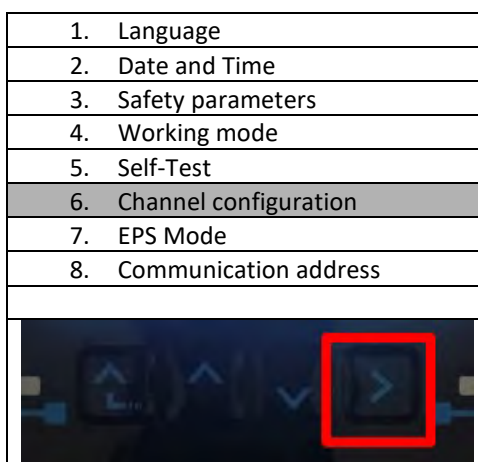 1. Language
2. Date and Time
3. Safety parameters
4. Working mode
5. Self-Test
6. Channel configuration
7. EPS Mode
8. Communication address